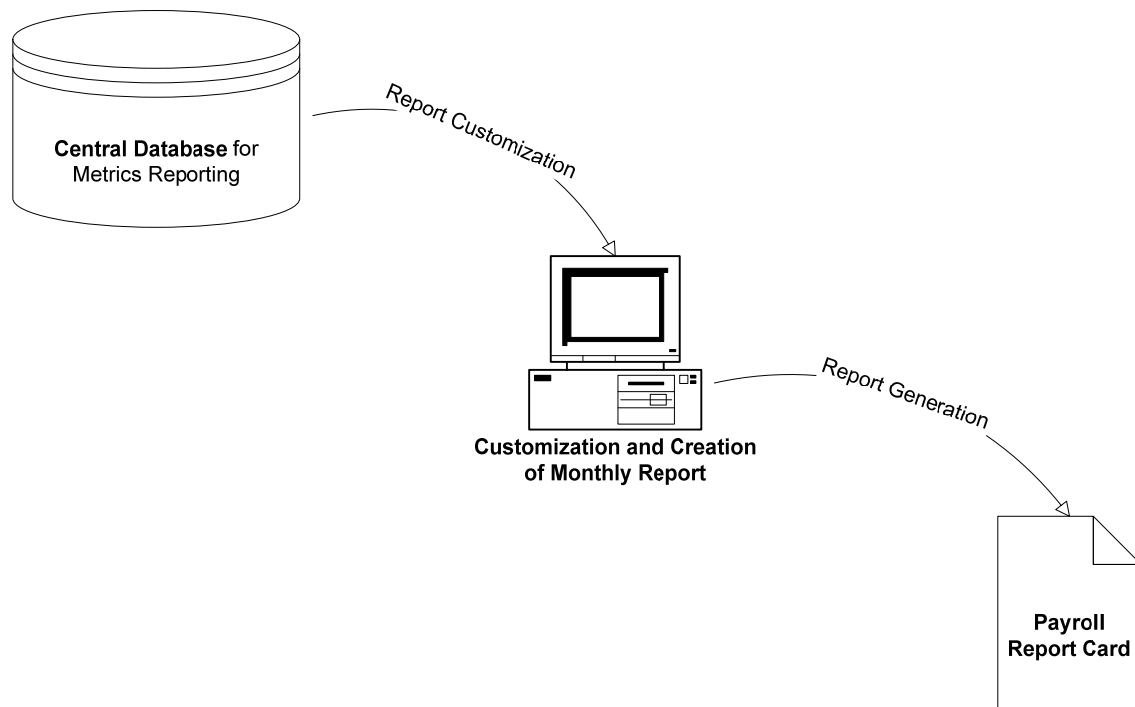 Central Database for
Metrics Reporting
Report Customization
Customization and Creation
of Monthly Report
Report Generation
Payroll
Report Card